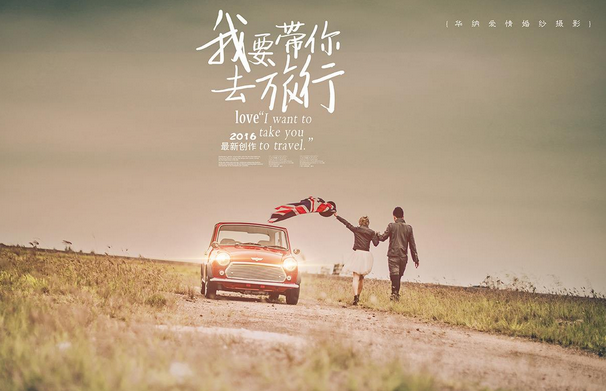 我要带你
去旅行
love "I want to
take you
to travel."
2016
最新创作
| 华纳爱情婚纱摄影 |